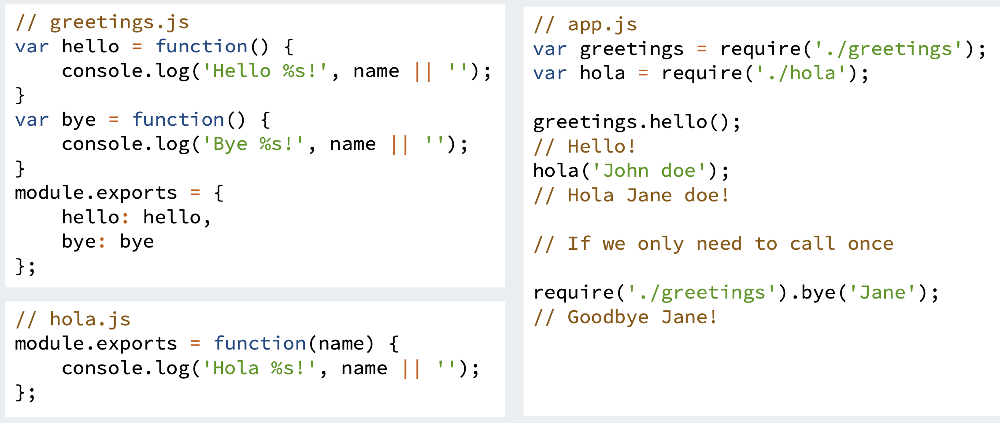 // greetings.js
var hello = function() {
    console.log('Hello %s!', name || '');
}
var bye = function() {
    console.log('Bye %s!', name || '');
}
module.exports = {
    hello: hello,
    bye: bye
};
// hola.js
module.exports = function(name) {
    console.log('Hola %s!', name || '');
};
// app.js
var greetings = require('./greetings');
var hola = require('./hola');
greetings.hello();
// Hello!
hola('John doe');
// Hola Jane doe!
// If we only need to call once
require('./greetings').bye('Jane');
// Goodbye Jane!